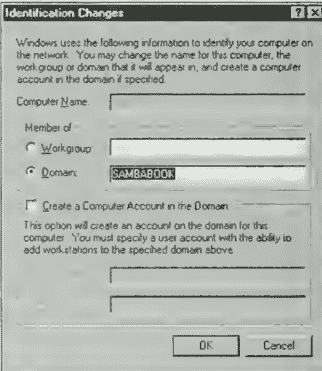 Identification Changes
Windows uses the following information to identify your computer on
the network. You may change the name for this computer, the
workgroup or domain that it will appear in, and create a computer
account in the domain if specified.
Computer Name:
Member of
Workgroup:
Domain:
SAMBABOOK
Create a Computer Account in the Domain
This option will create an account on the domain for this
computer. You must specify a user account with the ability to
add workstations to the specified domain above.
OK
Cancel